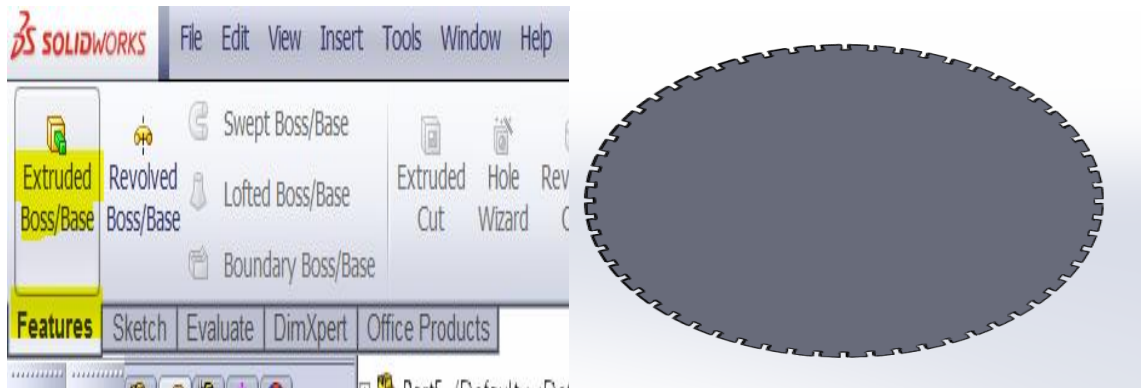 SOLIDWORKS File Edit View Insert Tools Window Help
Extruded Boss/Base
Revolved Boss/Base
Swept Boss/Base
Lofted Boss/Base
Boundary Boss/Base
Extruded Cut
Hole Wizard
Features Sketch Evaluate DimXpert Office Products